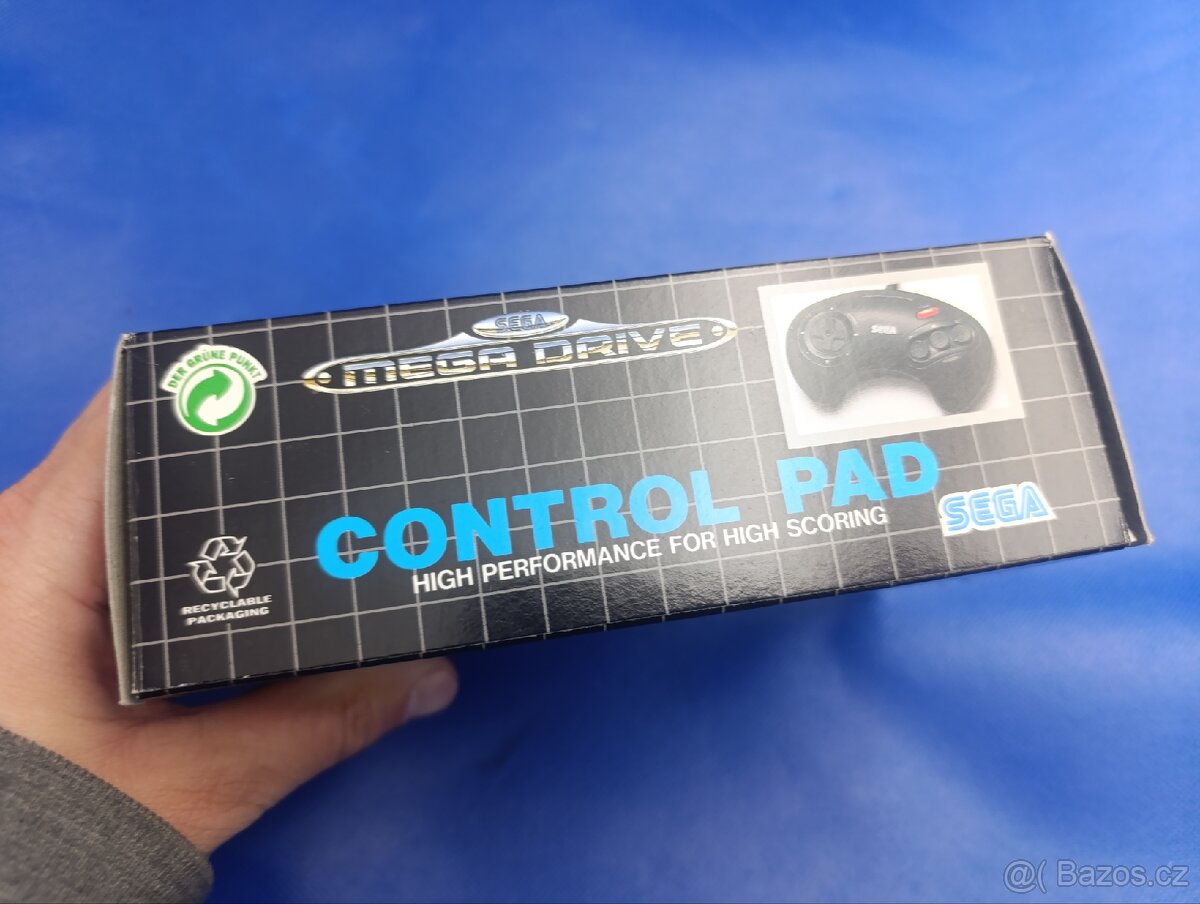 DER GRÜNE PUNKT
SEGA
MEGA DRIVE
SEGA
CONTROL PAD
HIGH PERFORMANCE FOR HIGH SCORING
SEGA
RECYCLABLE
PACKAGING
@( Bazos.cz